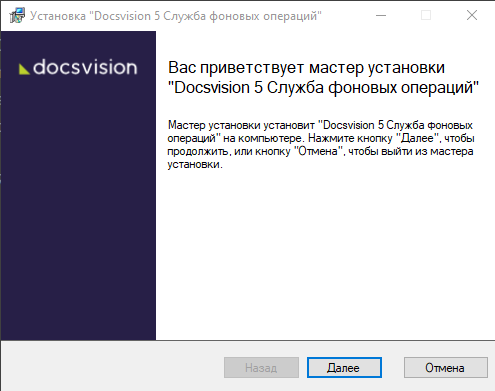 Установка "Docsvision 5 Служба фоновых операций"
docsvision
Вас приветствует мастер установки
"Docsvision 5 Служба фоновых операций"
Мастер установки установит "Docsvision 5 Служба фоновых
операций" на компьютере. Нажмите кнопку "Далее", чтобы
продолжить, или кнопку "Отмена", чтобы выйти из мастера
установки.
Назад
Далее
Отмена